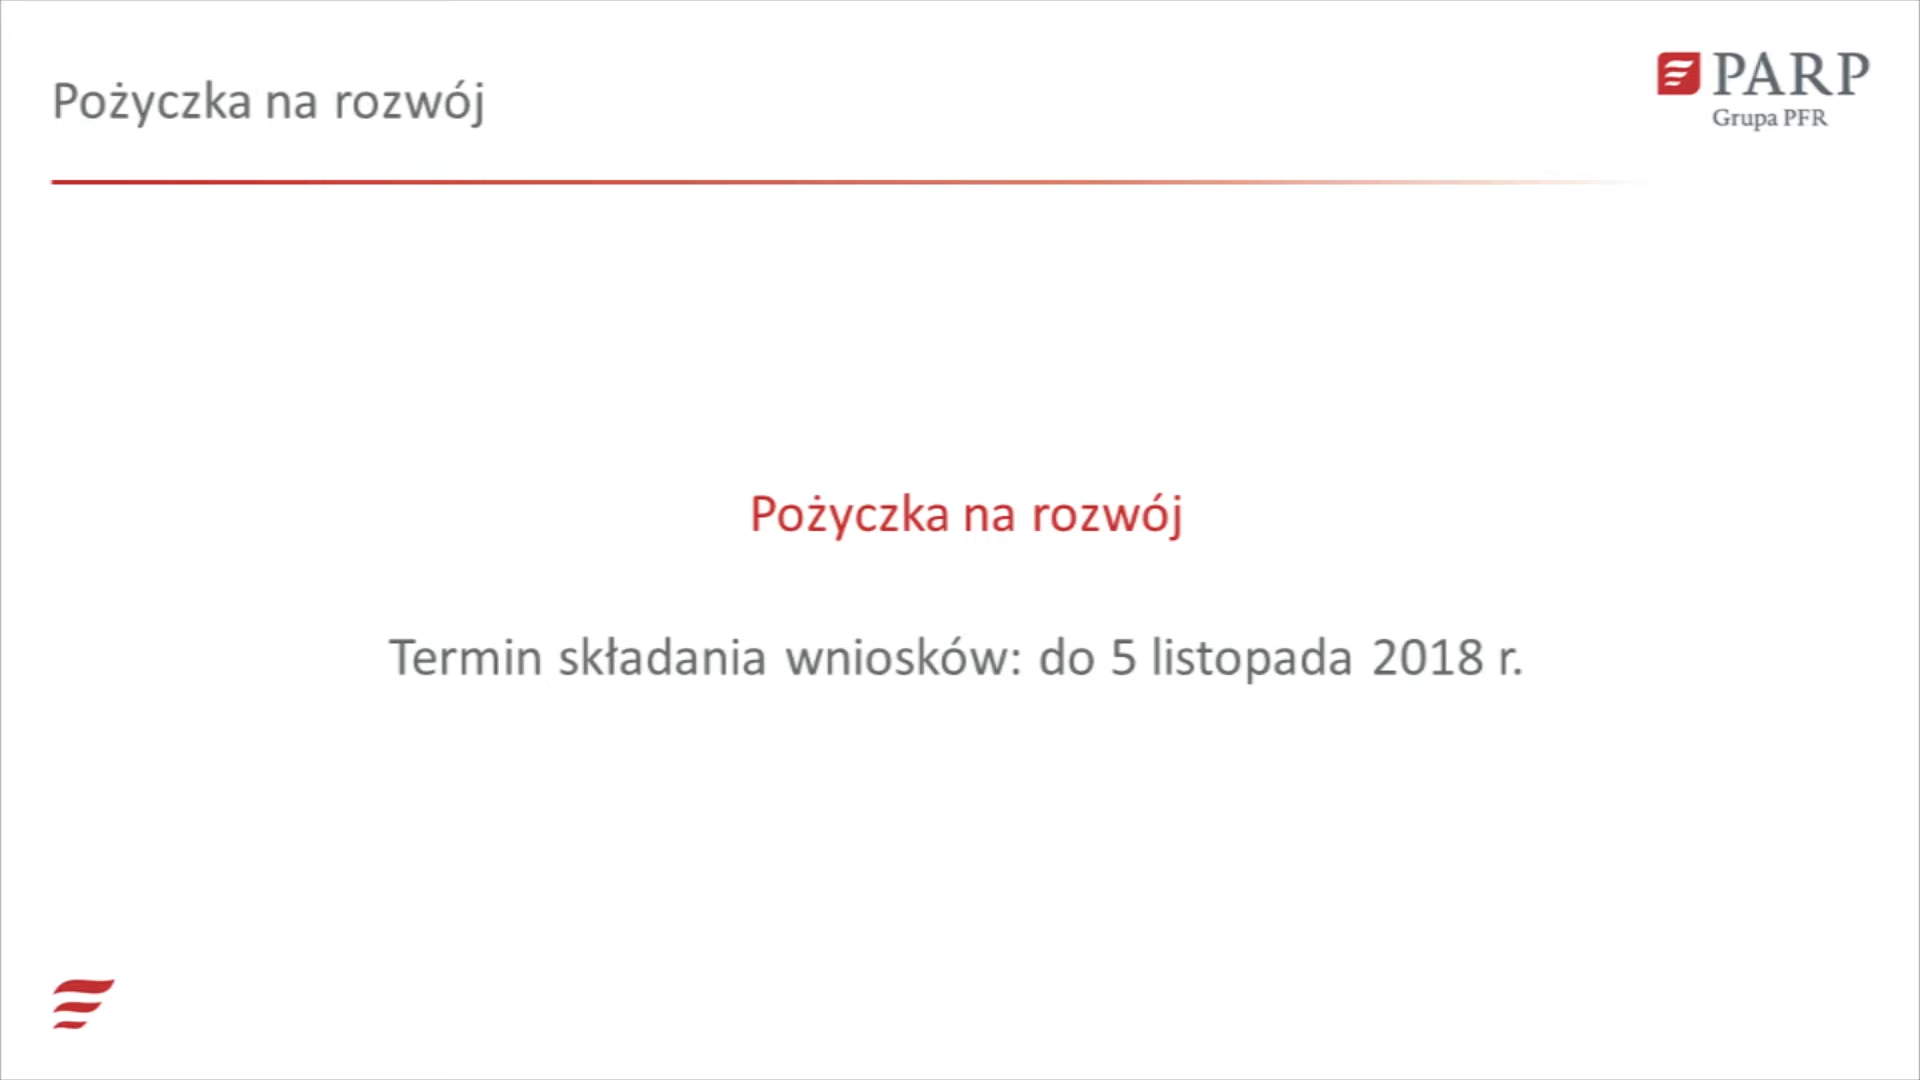 Pożyczka na rozwój
PARP
Grupa PFR
Pożyczka na rozwój
Termin składania wniosków: do 5 listopada 2018 r.